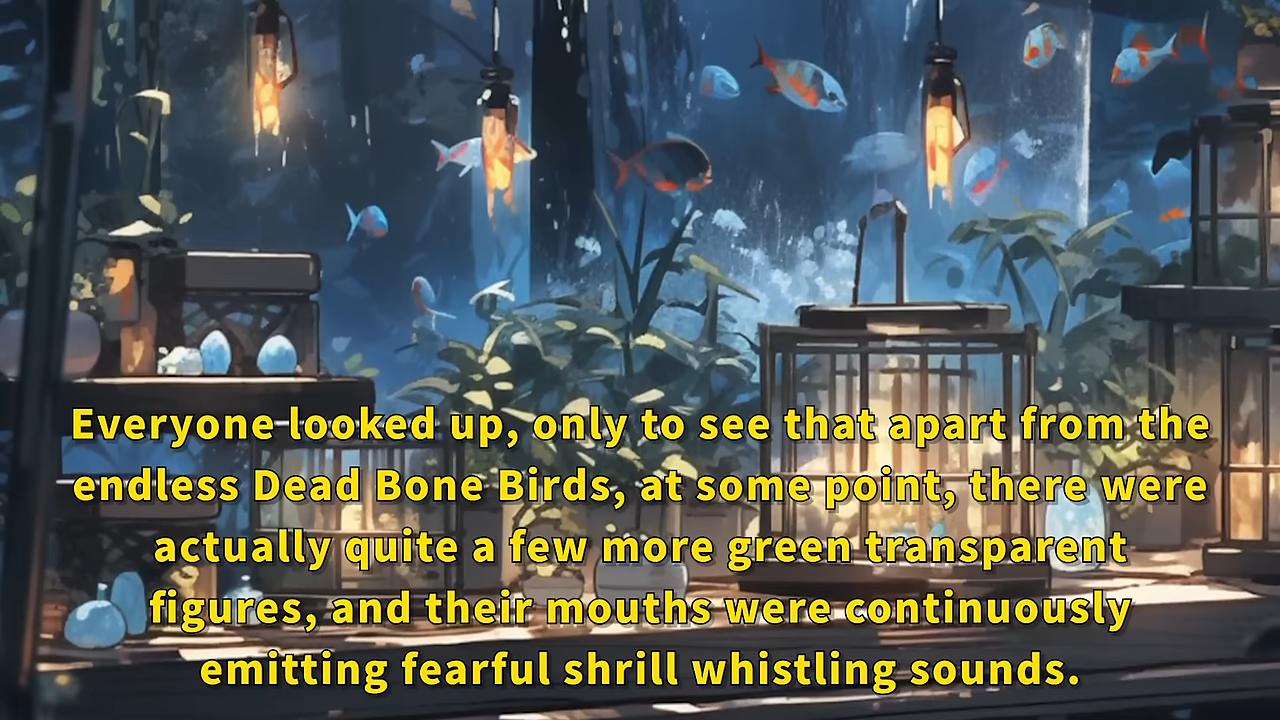 Everyone looked up, only to see that apart from the
endless Dead Bone Birds, at some point, there were
actually quite a few more green transparent
figures, and their mouths were continuously
emitting fearful shrill whistling sounds.